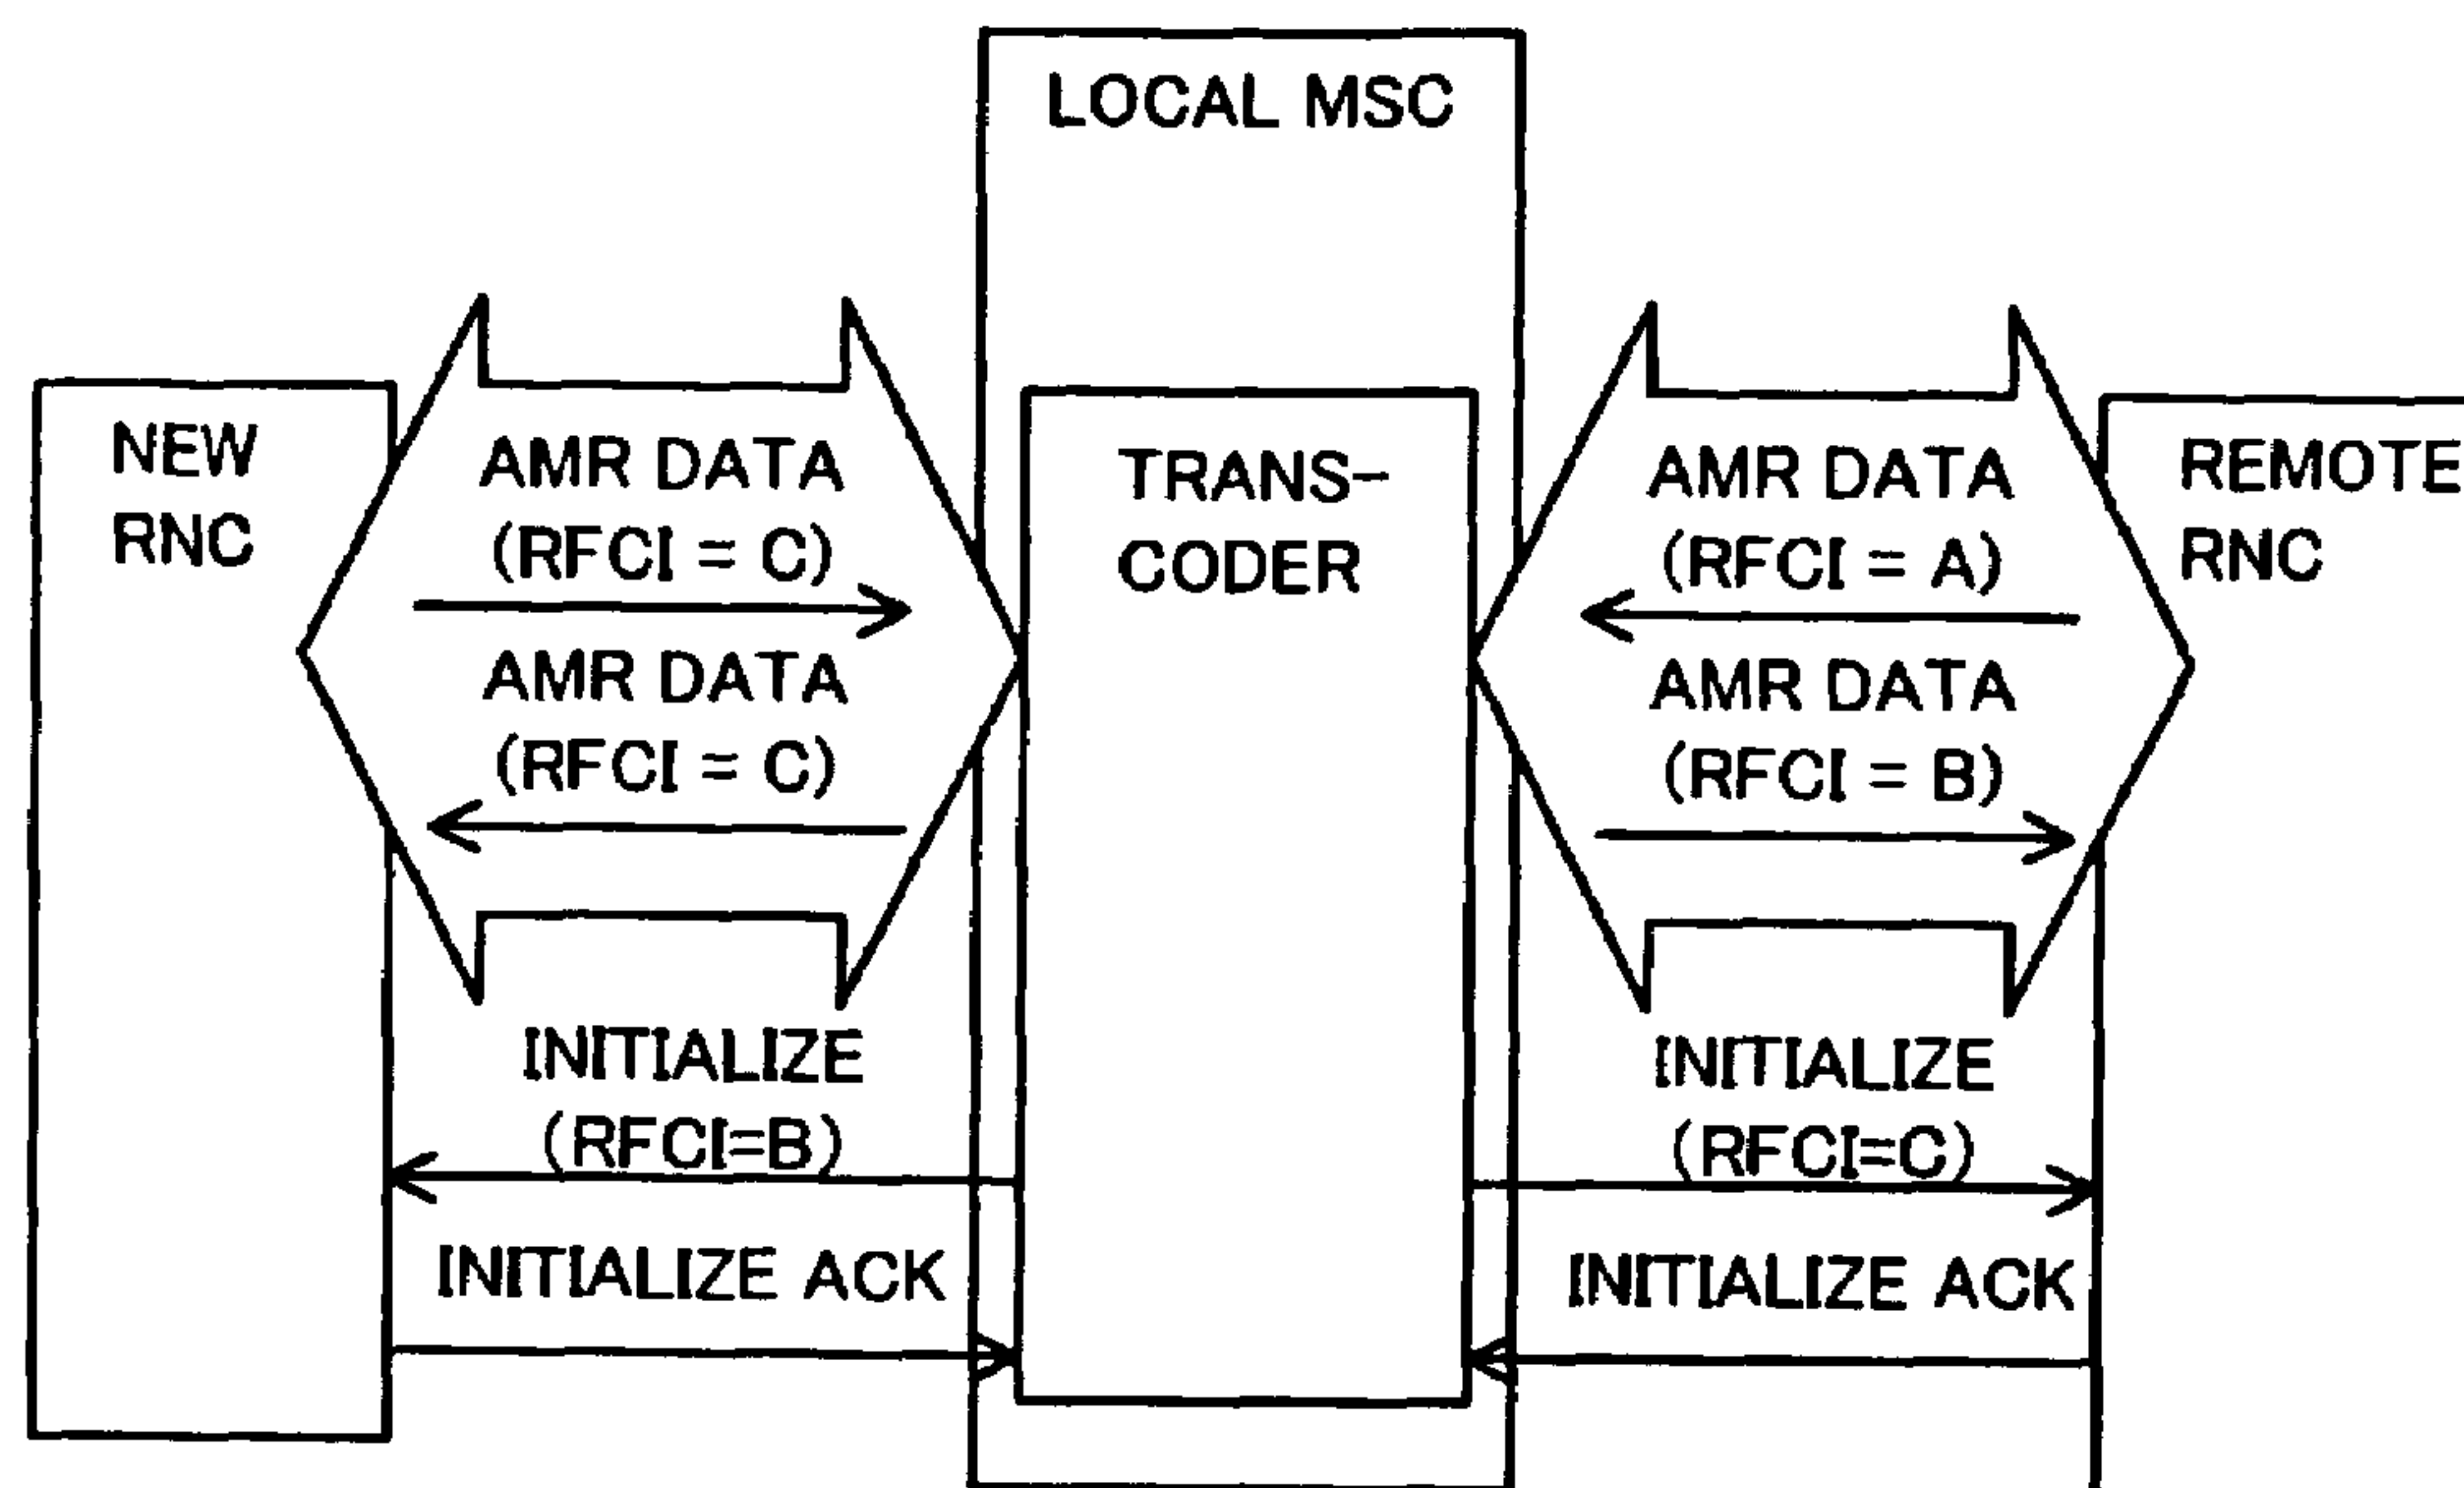 LOCAL MSC
NEW
RNC
AMR DATA
(RFCI = C)
AMR DATA
(RFCI = C)
TRANS-
CODER
AMR DATA
(RFCI = A)
AMR DATA
(RFCI = B)
REMOTE
RNC
INITIALIZE
(RFCI=B)
INITIALIZE ACK
INITIALIZE
(RFCI=C)
INITIALIZE ACK